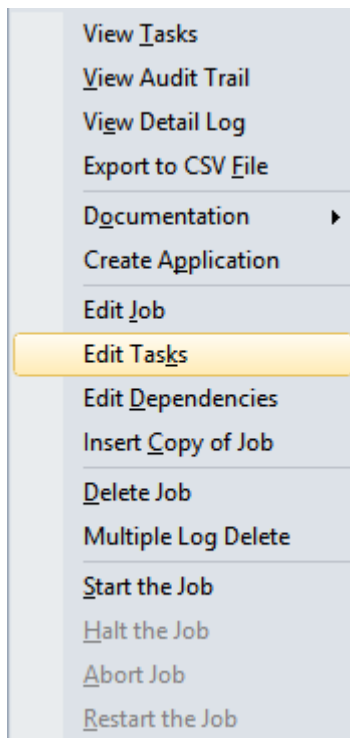 View Tasks
View Audit Trail
View Detail Log
Export to CSV File
Documentation
Create Application
Edit Job
Edit Tasks
Edit Dependencies
Insert Copy of Job
Delete Job
Multiple Log Delete
Start the Job
Halt the Job
Abort Job
Restart the Job